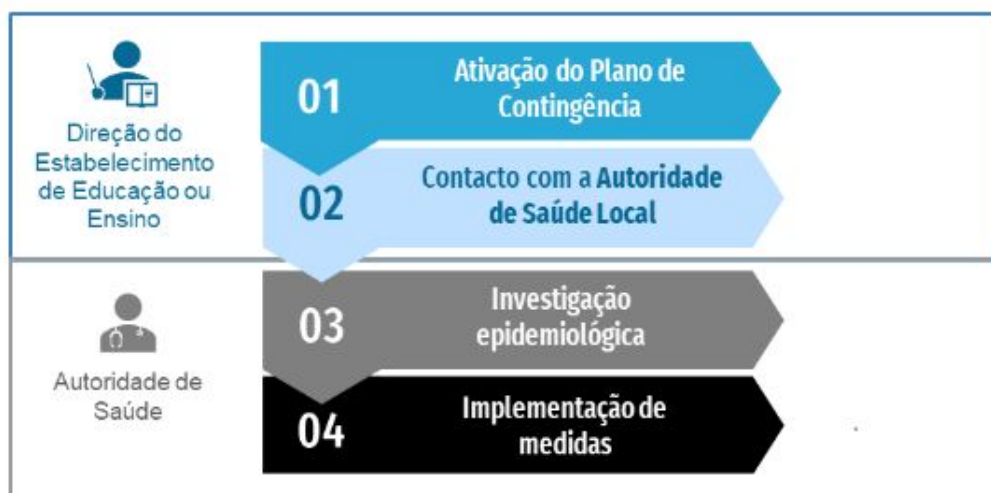 Direção do
Estabelecimento
de Educação ou
Ensino
01
Ativação do Plano de
Contingência
02
Contacto com a Autoridade
de Saúde Local
Autoridade de
Saúde
03
Investigação
epidemiológica
04
Implementação de
medidas